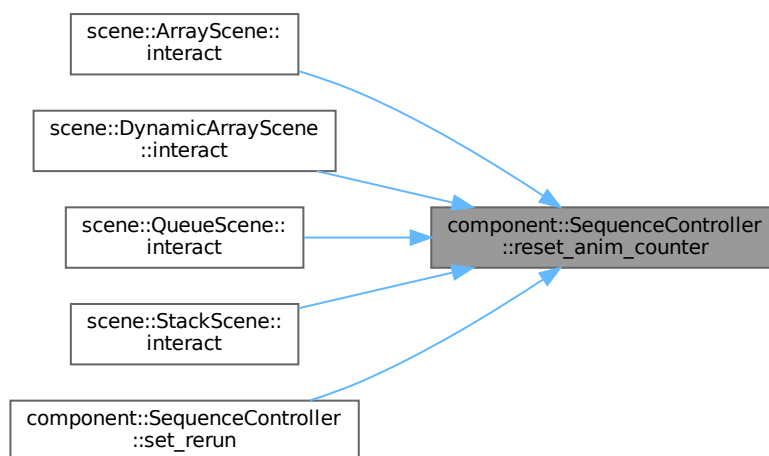 scene::ArrayScene::
interact
scene::DynamicArrayScene
::interact
scene::QueueScene::
interact
component::SequenceController
::reset_anim_counter
scene::StackScene::
interact
component::SequenceController
::set_rerun